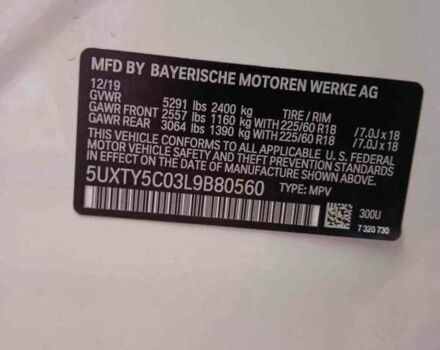 MFD BY BAYERISCHE MOTOREN WERKE AG
12/19
GVWR 5291 lbs 2400 kg TIRE / RIM
GAWR FRONT 2557 lbs 1160 kg WITH 225/60 R18 / 7.0J x 18
GAWR REAR 3064 lbs 1390 kg WITH 225/60 R18 / 7.0J x 18
THIS VEHICLE CONFORMS TO ALL APPLICABLE U. S. FEDERAL
MOTOR VEHICLE SAFETY, BUMPER, AND THEFT PREVENTION
STANDARDS IN EFFECT ON THE DATE OF MANUFACTURE SHOWN ABOVE.
5UXTY5C03L9B80560 TYPE: MPV
300U
7 320 730